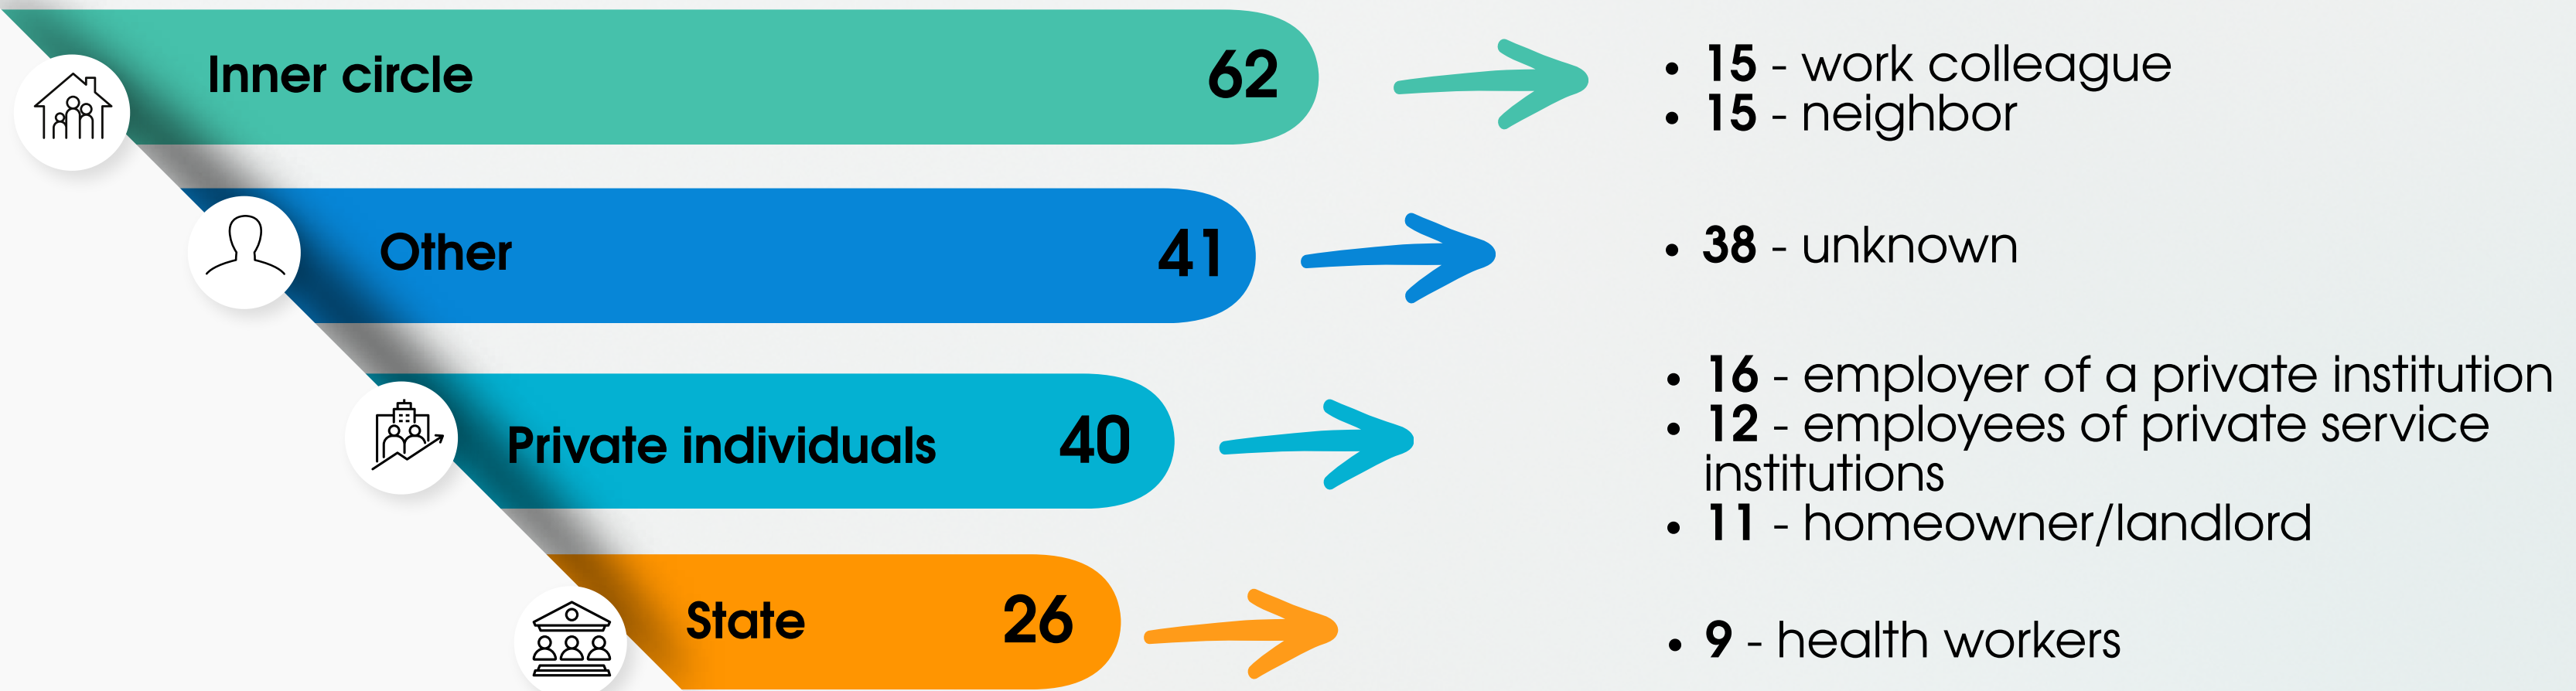 Inner circle 62
• 15 - work colleague
• 15 - neighbor
Other 41
• 38 - unknown
Private individuals 40
• 16 - employer of a private institution
• 12 - employees of private service
institutions
• 11 - homeowner/landlord
State 26
• 9 - health workers